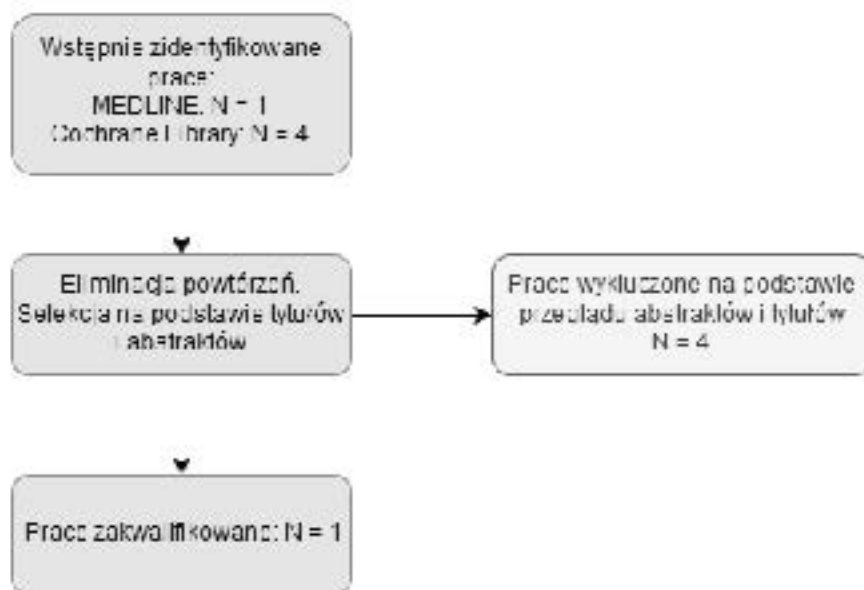 Wstępnie zidentyfikowane
prace:
MEDLINE: N = 1
Cochrane Library: N = 4
Eliminacja powtórzeń.
Selekcja na podstawie tytułów
i abstraktów
Prace wykluczone na podstawie
przeglądu abstraktów i tytułów
N = 4
Prace zakwalifikowane: N = 1